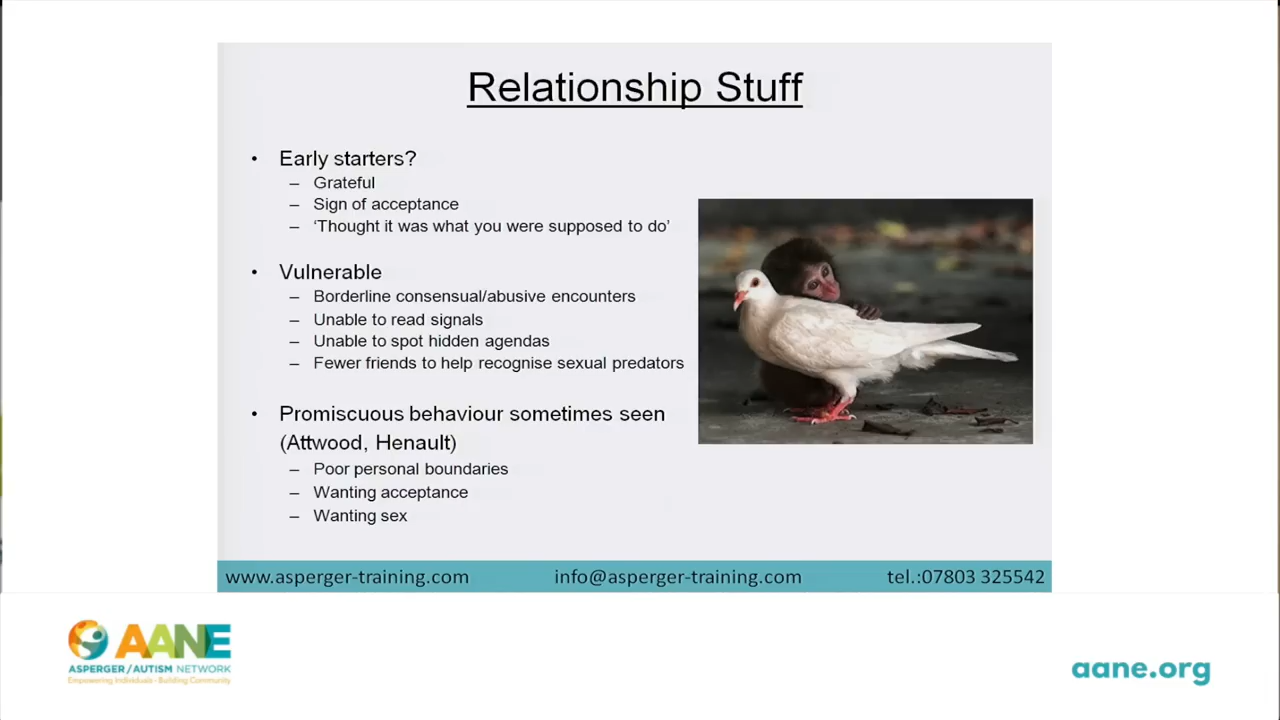 Relationship Stuff
• Early starters?
– Grateful
– Sign of acceptance
– ‘Thought it was what you were supposed to do’
• Vulnerable
– Borderline consensual/abusive encounters
– Unable to read signals
– Unable to spot hidden agendas
– Fewer friends to help recognise sexual predators
• Promiscuous behaviour sometimes seen
(Attwood, Henault)
– Poor personal boundaries
– Wanting acceptance
– Wanting sex
www.asperger-training.com info@asperger-training.com tel.:07803 325542
AANE
ASPERGER/AUTISM NETWORK
Empowering Individuals · Building Community
aane.org